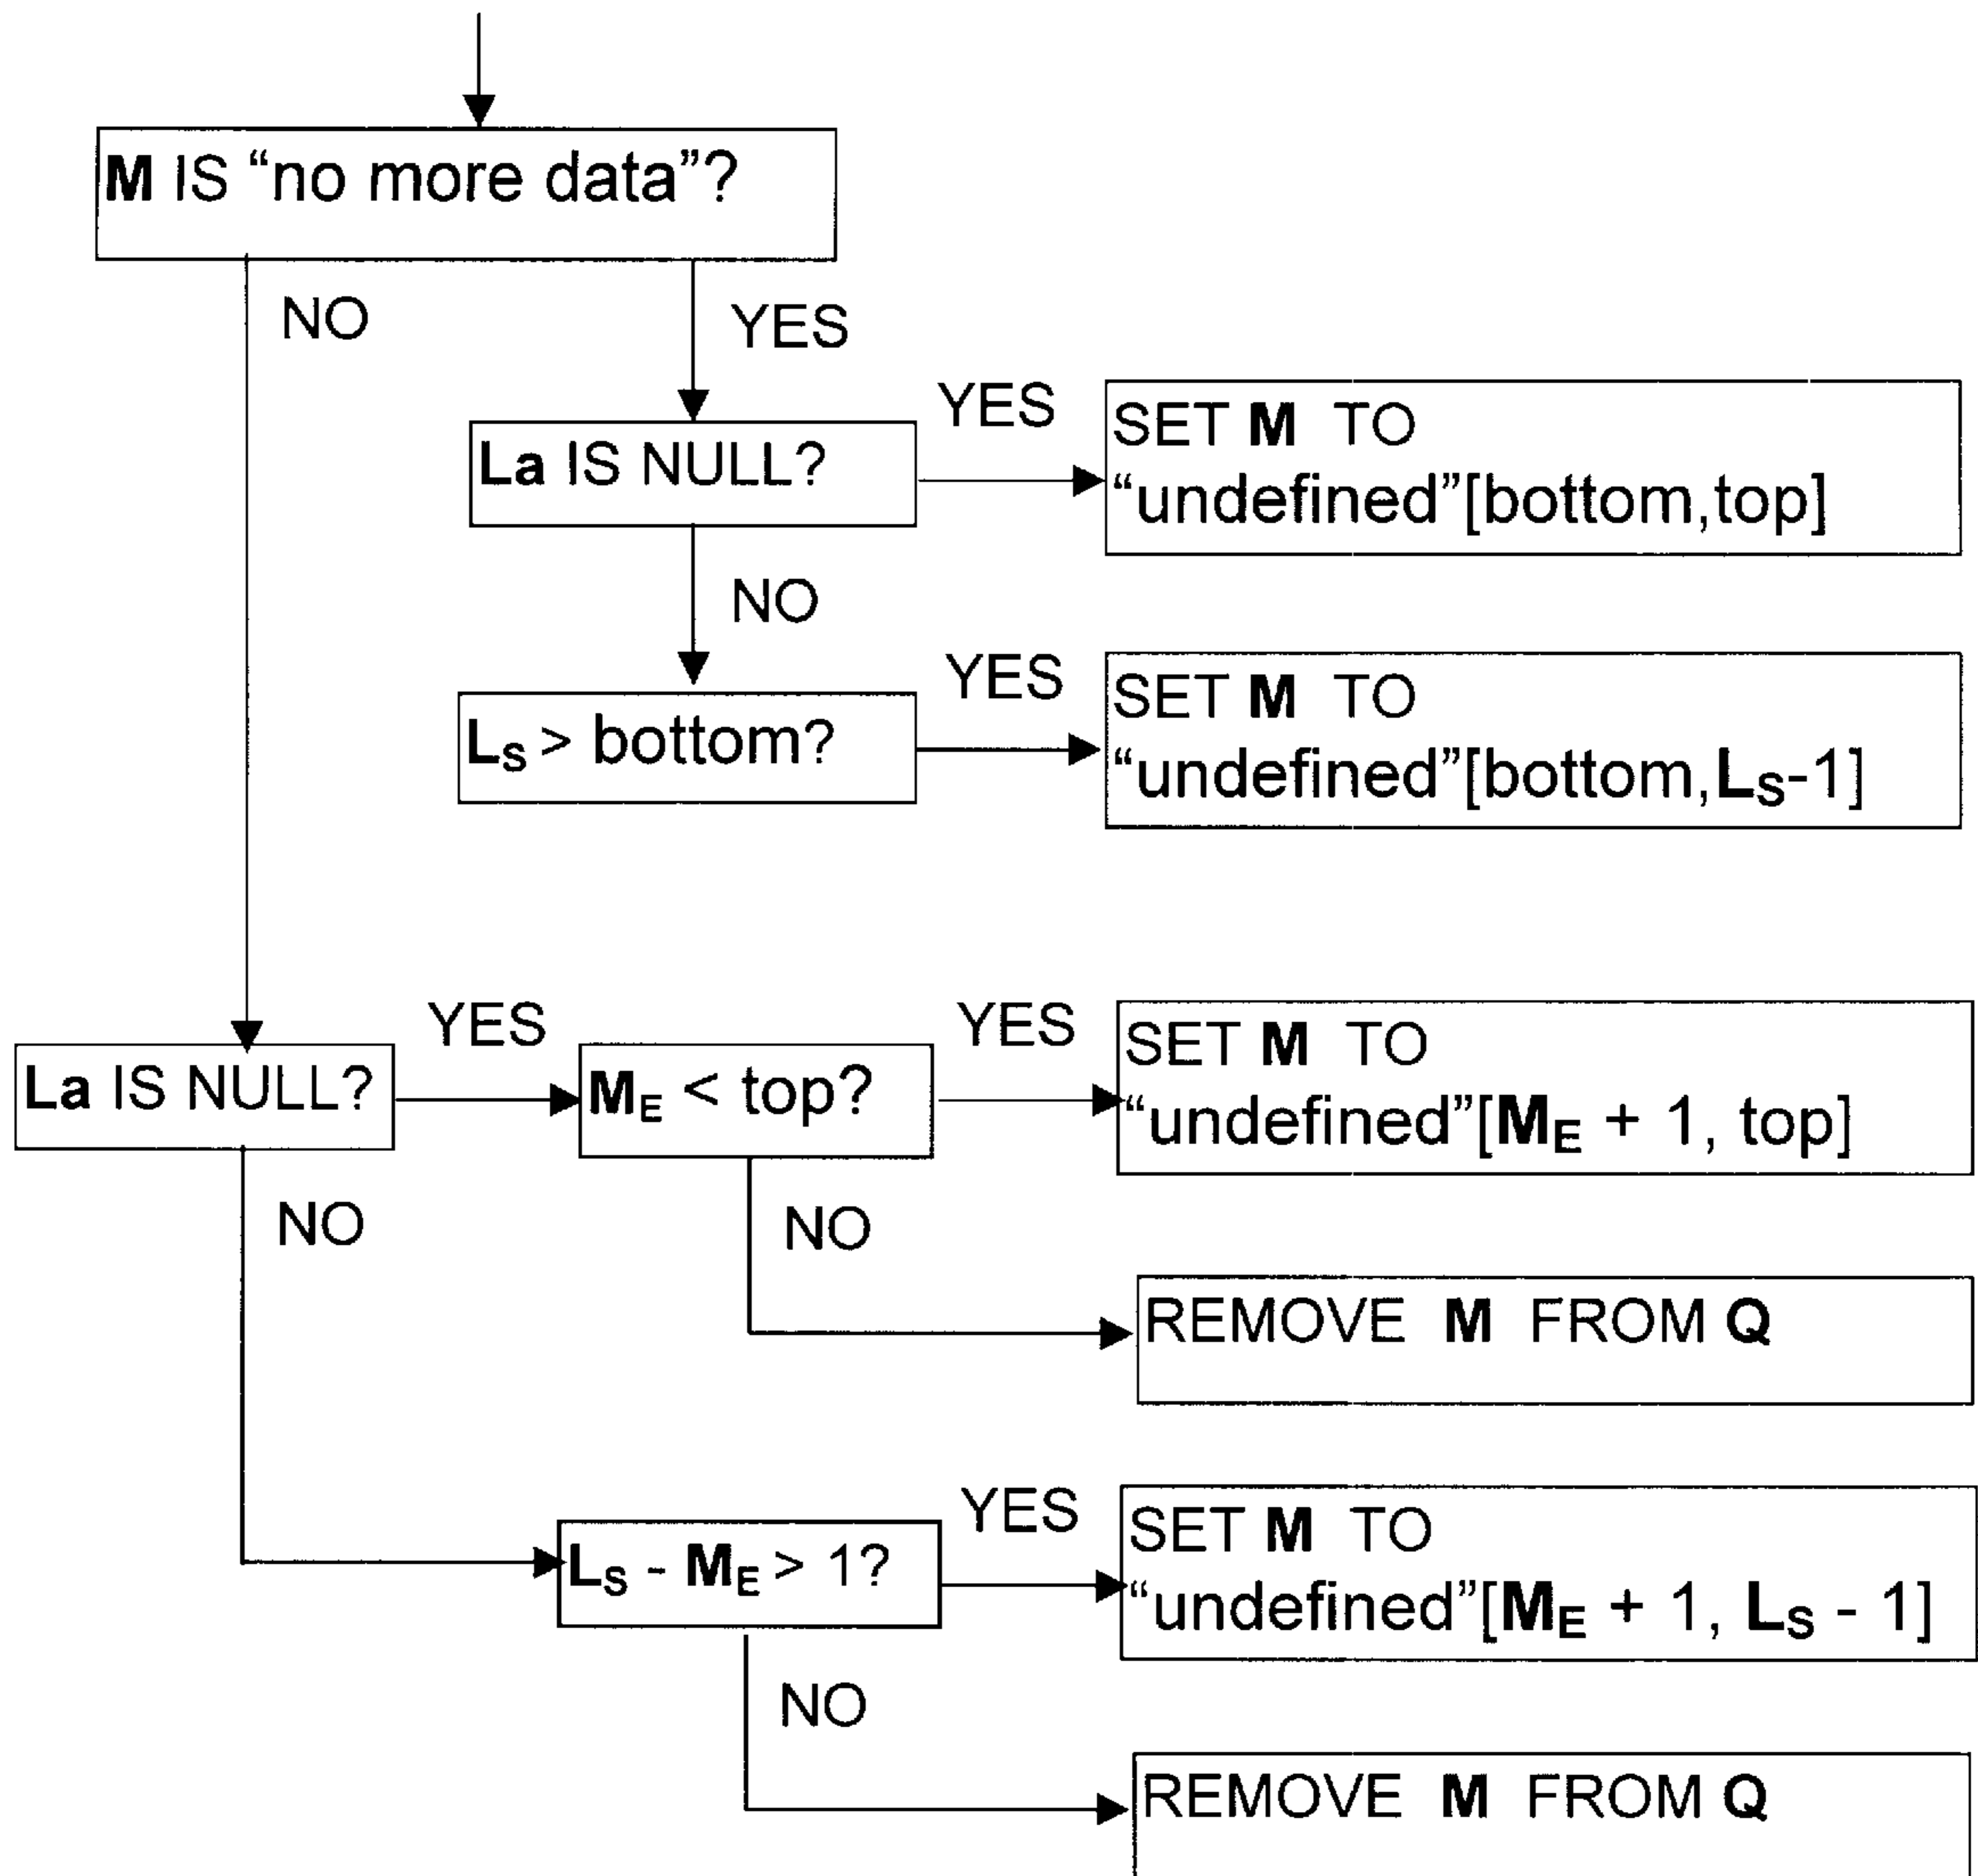 M IS “no more data”?
NO
YES
La IS NULL?
YES
SET M TO
“undefined”[bottom,top]
NO
LS > bottom?
YES
SET M TO
“undefined”[bottom,LS-1]
La IS NULL?
YES
ME < top?
YES
SET M TO
“undefined”[ME + 1, top]
NO
NO
REMOVE M FROM Q
LS - ME > 1?
YES
SET M TO
“undefined”[ME + 1, LS - 1]
NO
REMOVE M FROM Q